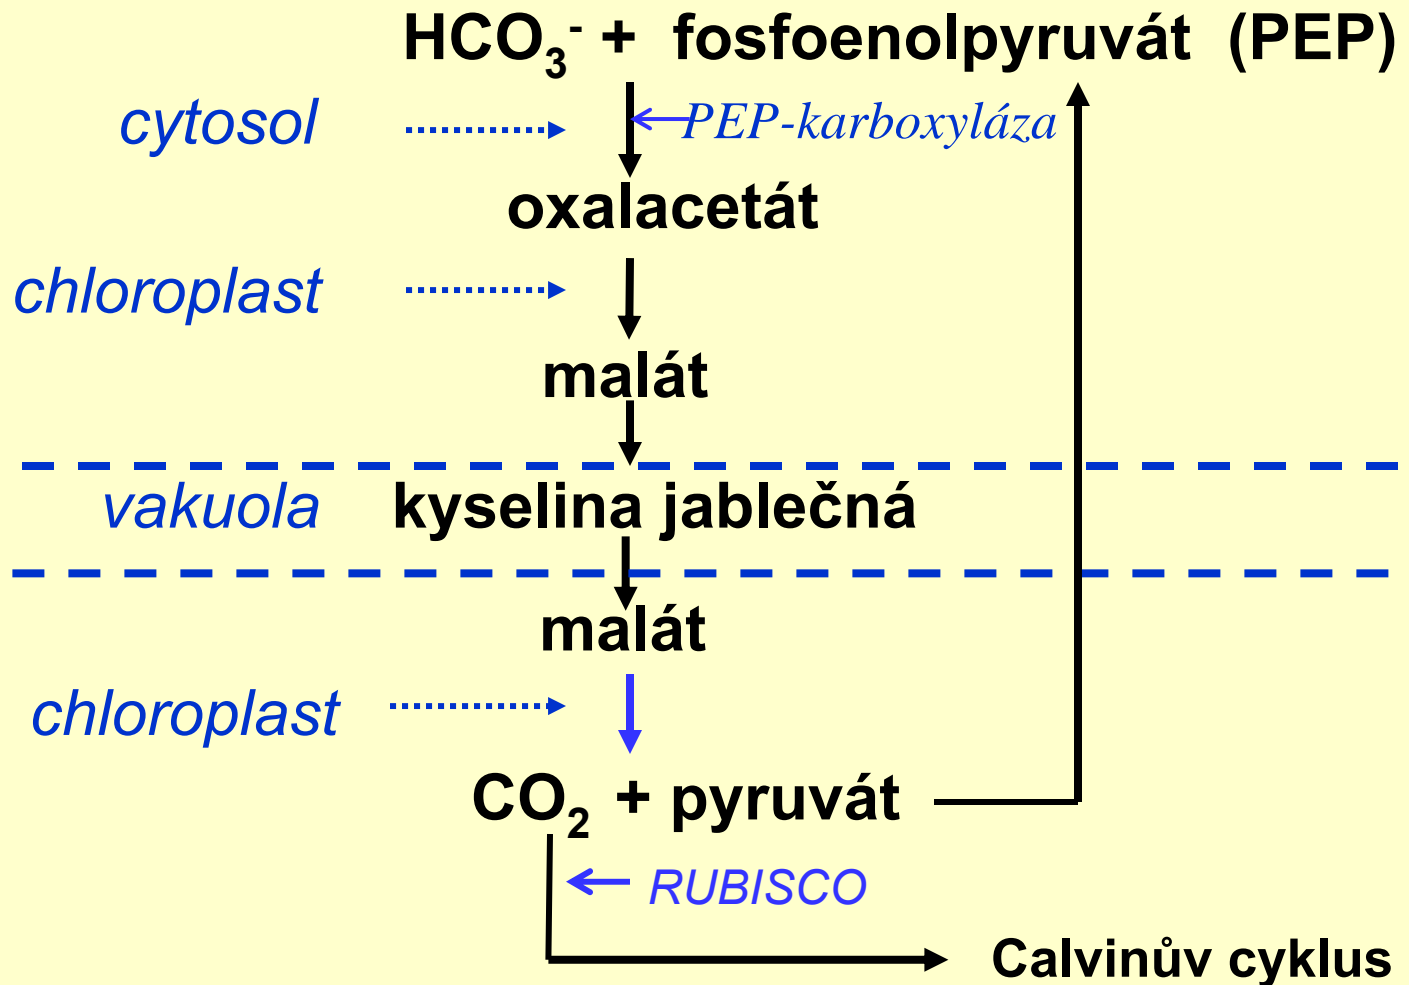 HCO₃⁻ + fosfoenolpyruvát (PEP)
cytosol
PEP-karboxyláza
oxalacetát
chloroplast
malát
vakuola kyselina jablečná
malát
chloroplast
CO₂ + pyruvát
RUBISCO
Calvinův cyklus